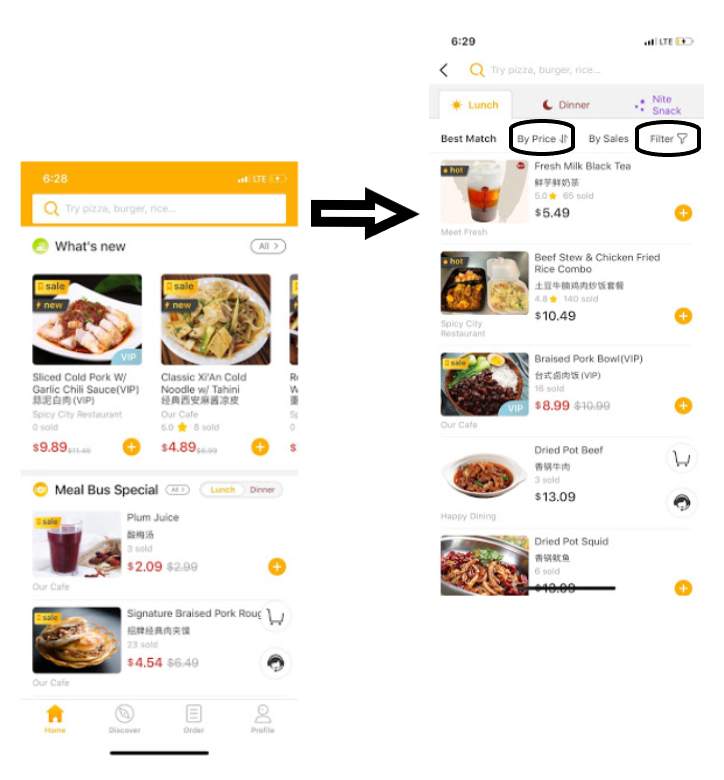 6:28
LTE
Try pizza, burger, rice...
What's new
All >
sale
new
VIP
sale
new
Sliced Cold Pork W/
Garlic Chili Sauce(VIP)
蒜泥白肉(VIP)
Spicy City Restaurant
0 sold
$9.89 $11.49
Classic Xi'An Cold
Noodle w/ Tahini
经典西安麻酱凉皮
Our Cafe
5.0 8 sold
$4.89 $6.99
$
Meal Bus Special
All >
Lunch
Dinner
sale
Plum Juice
酸梅汤
3 sold
$2.09 $2.99
Our Cafe
sale
Signature Braised Pork Roug
招牌经典肉夹馍
23 sold
$4.54 $6.49
Our Cafe
Home
Discover
Order
Profile
6:29
LTE
Try pizza, burger, rice...
Lunch
Dinner
Nite
Snack
Best Match
By Price
By Sales
Filter
hot
Fresh Milk Black Tea
鲜芋鲜奶茶
5.0 65 sold
$5.49
Meet Fresh
hot
Beef Stew & Chicken Fried
Rice Combo
土豆牛腩鸡肉炒饭套餐
4.8 140 sold
$10.49
Spicy City
Restaurant
sale
VIP
Braised Pork Bowl(VIP)
台式卤肉饭(VIP)
16 sold
$8.99 $10.99
Our Cafe
Dried Pot Beef
香锅牛肉
3 sold
$13.09
Happy Dining
Dried Pot Squid
香锅鱿鱼
6 sold
$13.09